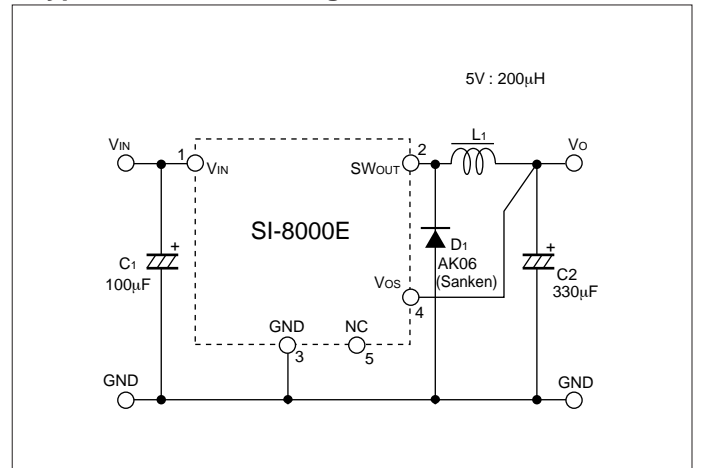 5V : 200µH
L1
VIN
1
VIN
2
SWOUT
VO
SI-8000E
C1
+
100µF
D1
AK06
(Sanken)
+
C2
330µF
VOS
4
GND
3
NC
5
GND
GND